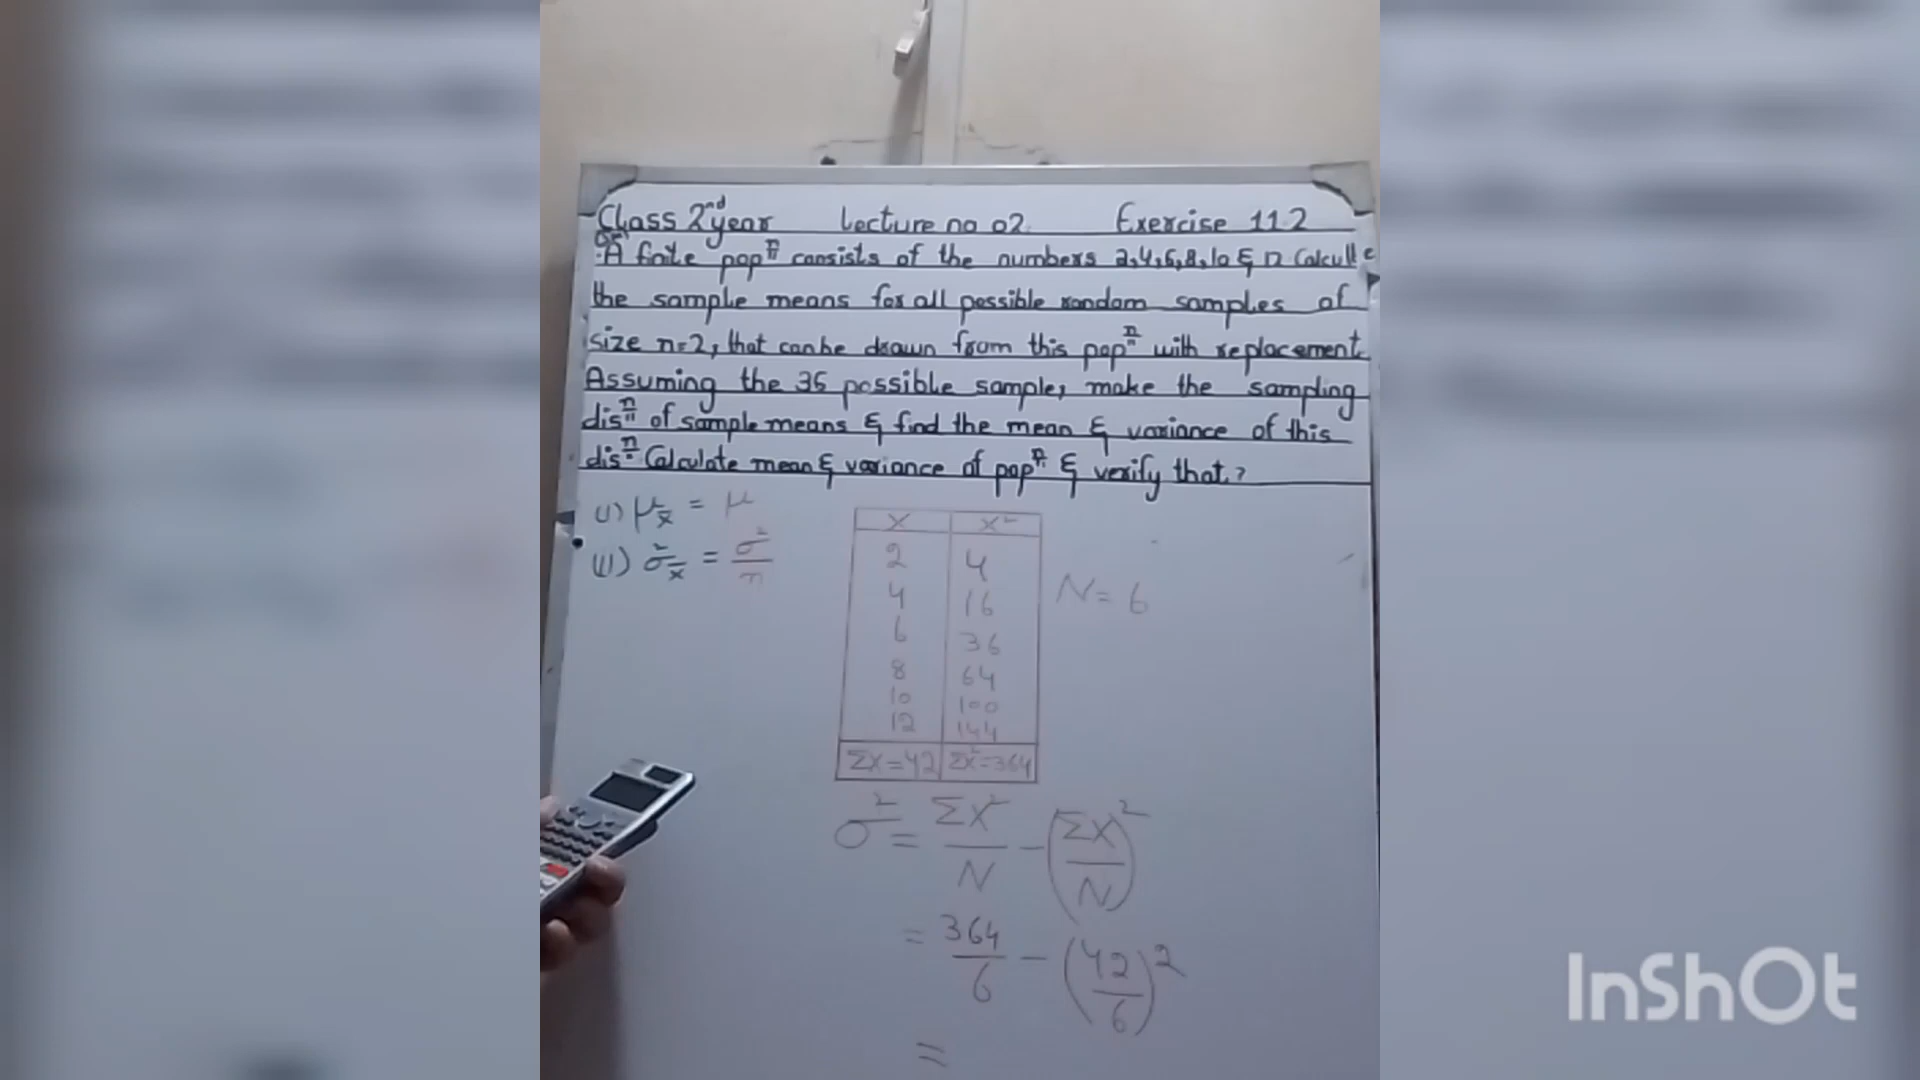 Class 2nd year Lecture no 02 Exercise 11.2
A finite popn consists of the numbers 2,4,6,8,10 & 12 Calculte
the sample means for all possible random samples of
size n=2, that can be drawn from this popn with replacement.
Assuming the 36 possible sample, make the sampling
disn of sample means & find the mean & variance of this
disn. Calculate mean & variance of popn & verify that?
(I) μx̄ = μ
(II) σ²x̄ = σ²/n
X X²
2 4
4 16
6 36
8 64
10 100
12 144
ΣX=42 ΣX²=364
N = 6
σ² = ΣX²/N - (ΣX/N)²
= 364/6 - (42/6)²
=
InShOt